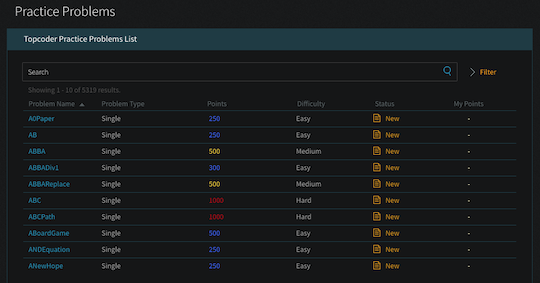 Practice Problems
Topcoder Practice Problems List
Search
Filter
Showing 1 - 10 of 5319 results.
Problem Name Problem Type Points Difficulty Status My Points
A0Paper Single 250 Easy New -
AB Single 250 Easy New -
ABBA Single 500 Medium New -
ABBADiv1 Single 300 Easy New -
ABBAReplace Single 500 Medium New -
ABC Single 1000 Hard New -
ABCPath Single 1000 Hard New -
ABoardGame Single 500 Easy New -
ANDEquation Single 250 Easy New -
ANewHope Single 250 Easy New -